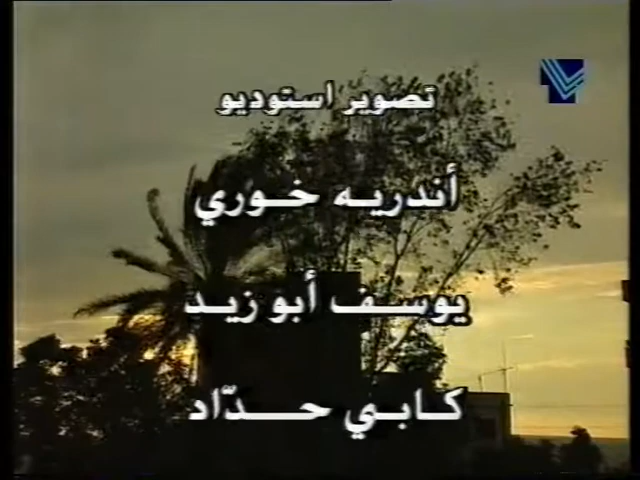 تصوير استوديو
أندريه خوري
يوسف أبو زيد
كابي حدّاد